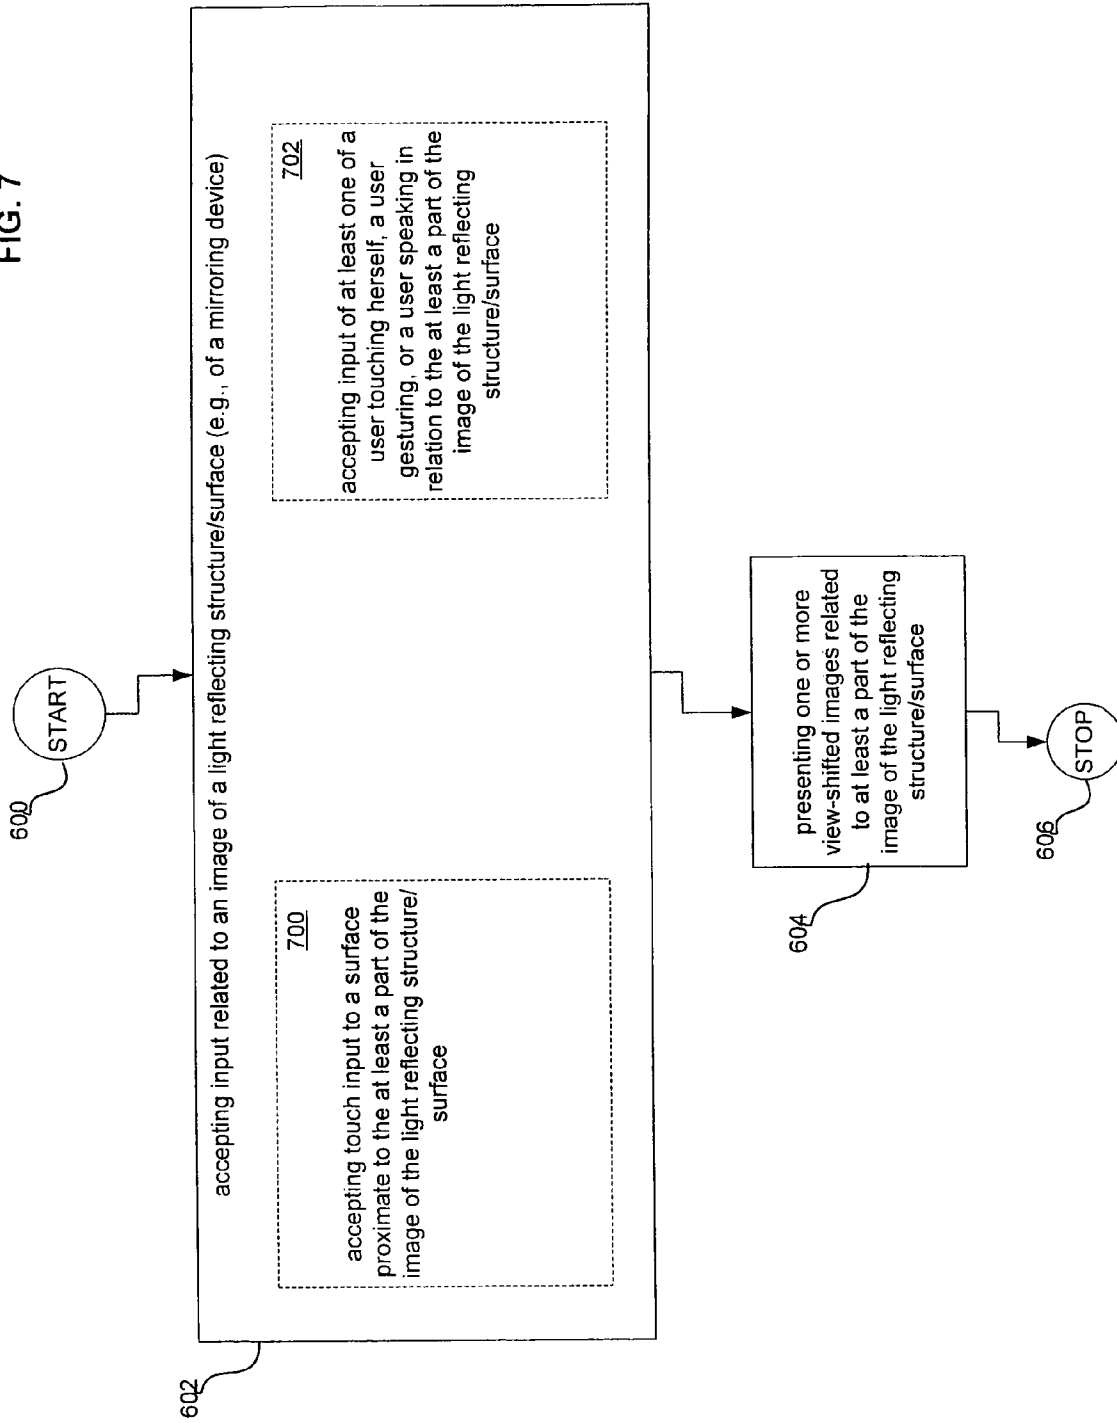 FIG. 7
600
START
602
accepting input related to an image of a light reflecting structure/surface (e.g., of a mirroring device)
700
accepting touch input to a surface
proximate to the at least a part of the
image of the light reflecting structure/
surface
702
accepting input of at least one of a
user touching herself, a user
gesturing, or a user speaking in
relation to the at least a part of the
image of the light reflecting
structure/surface
604
presenting one or more
view-shifted images related
to at least a part of the
image of the light reflecting
structure/surface
606
STOP